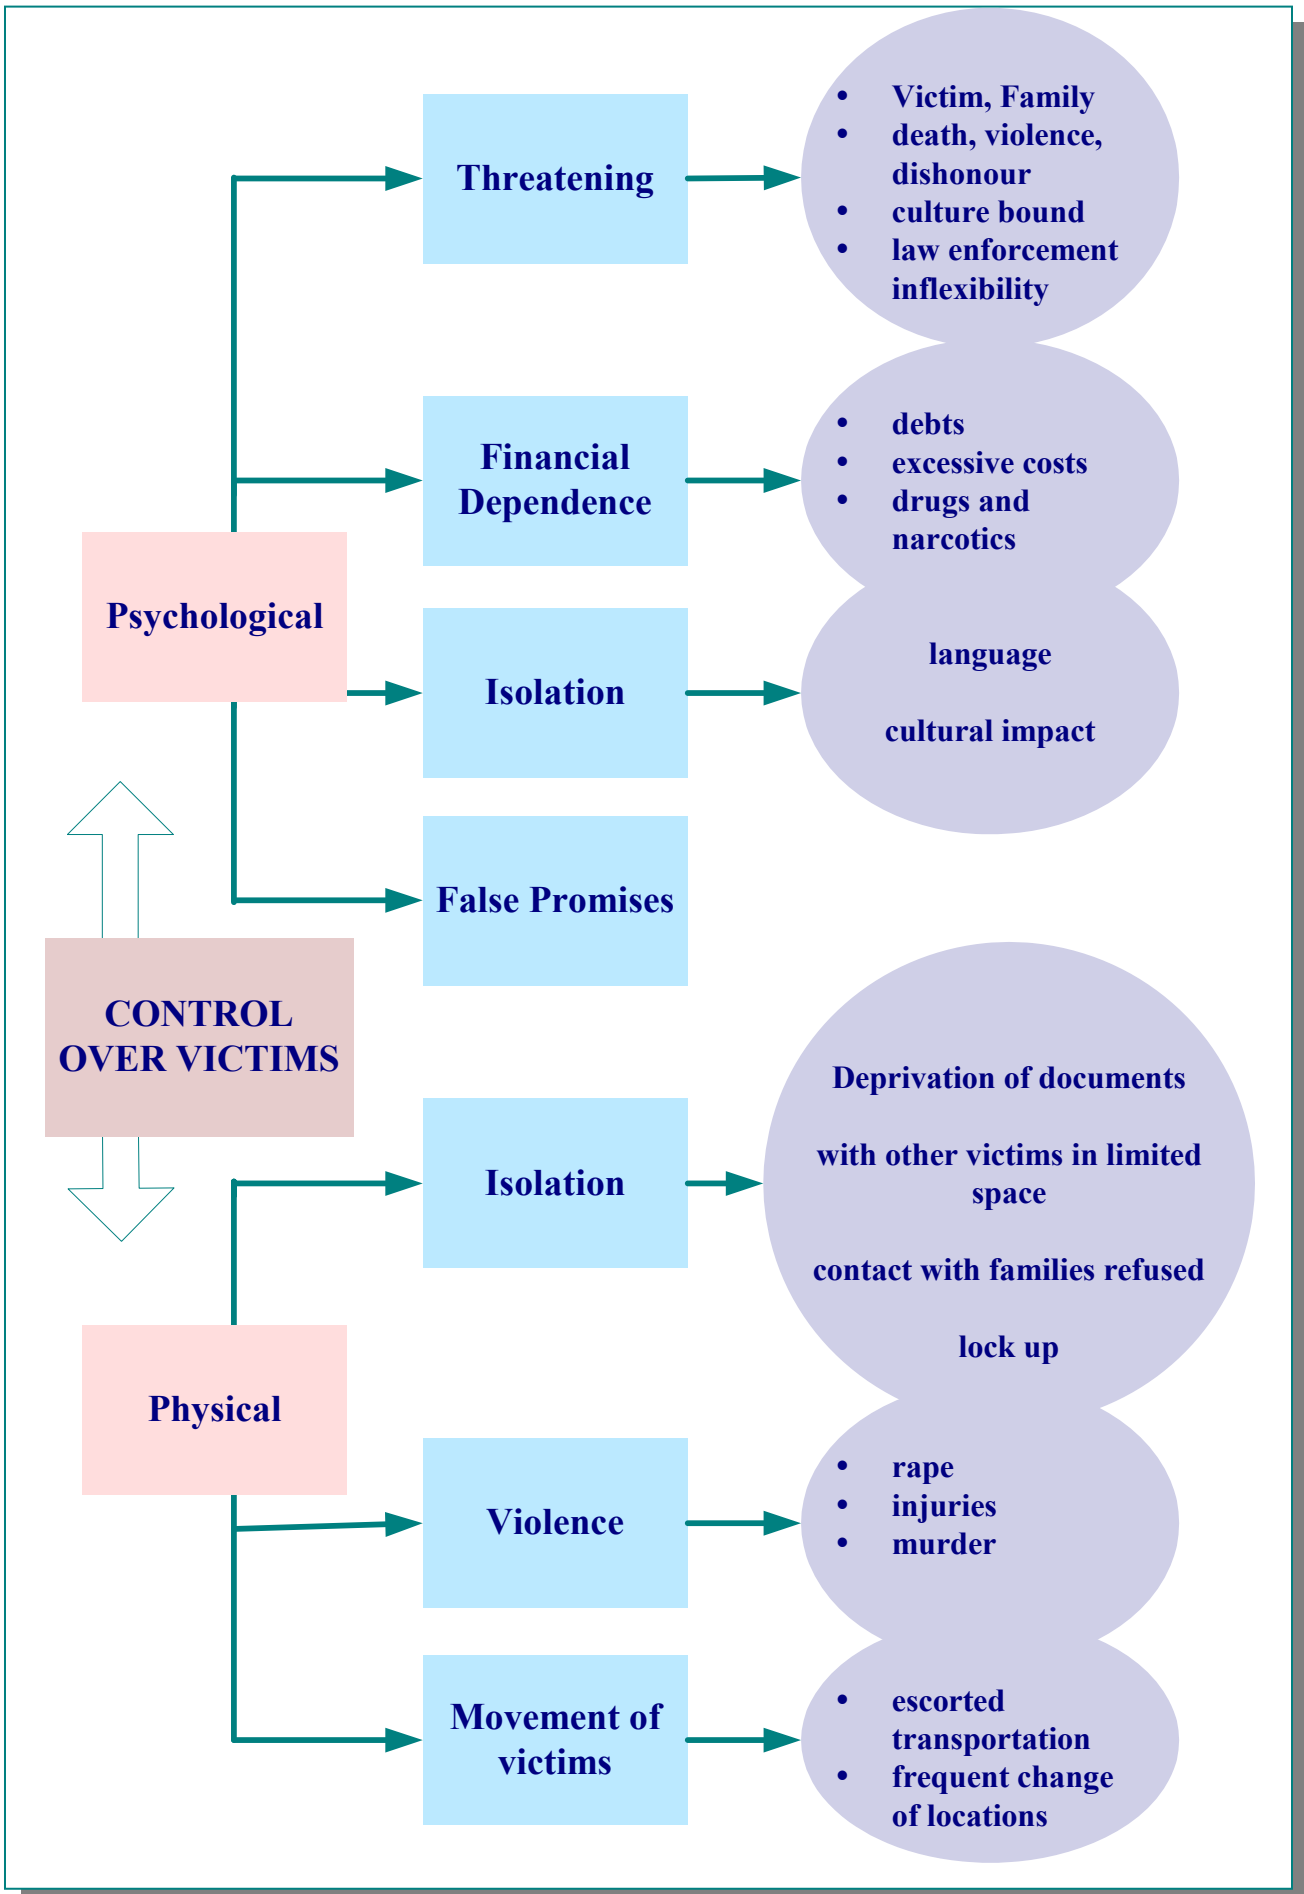 Threatening
• Victim, Family
• death, violence,
dishonour
• culture bound
• law enforcement
inflexibility
Financial
Dependence
• debts
• excessive costs
• drugs and
narcotics
Psychological
Isolation
language
cultural impact
False Promises
CONTROL
OVER VICTIMS
Isolation
Deprivation of documents
with other victims in limited
space
contact with families refused
lock up
Physical
Violence
• rape
• injuries
• murder
Movement of
victims
• escorted
transportation
• frequent change
of locations